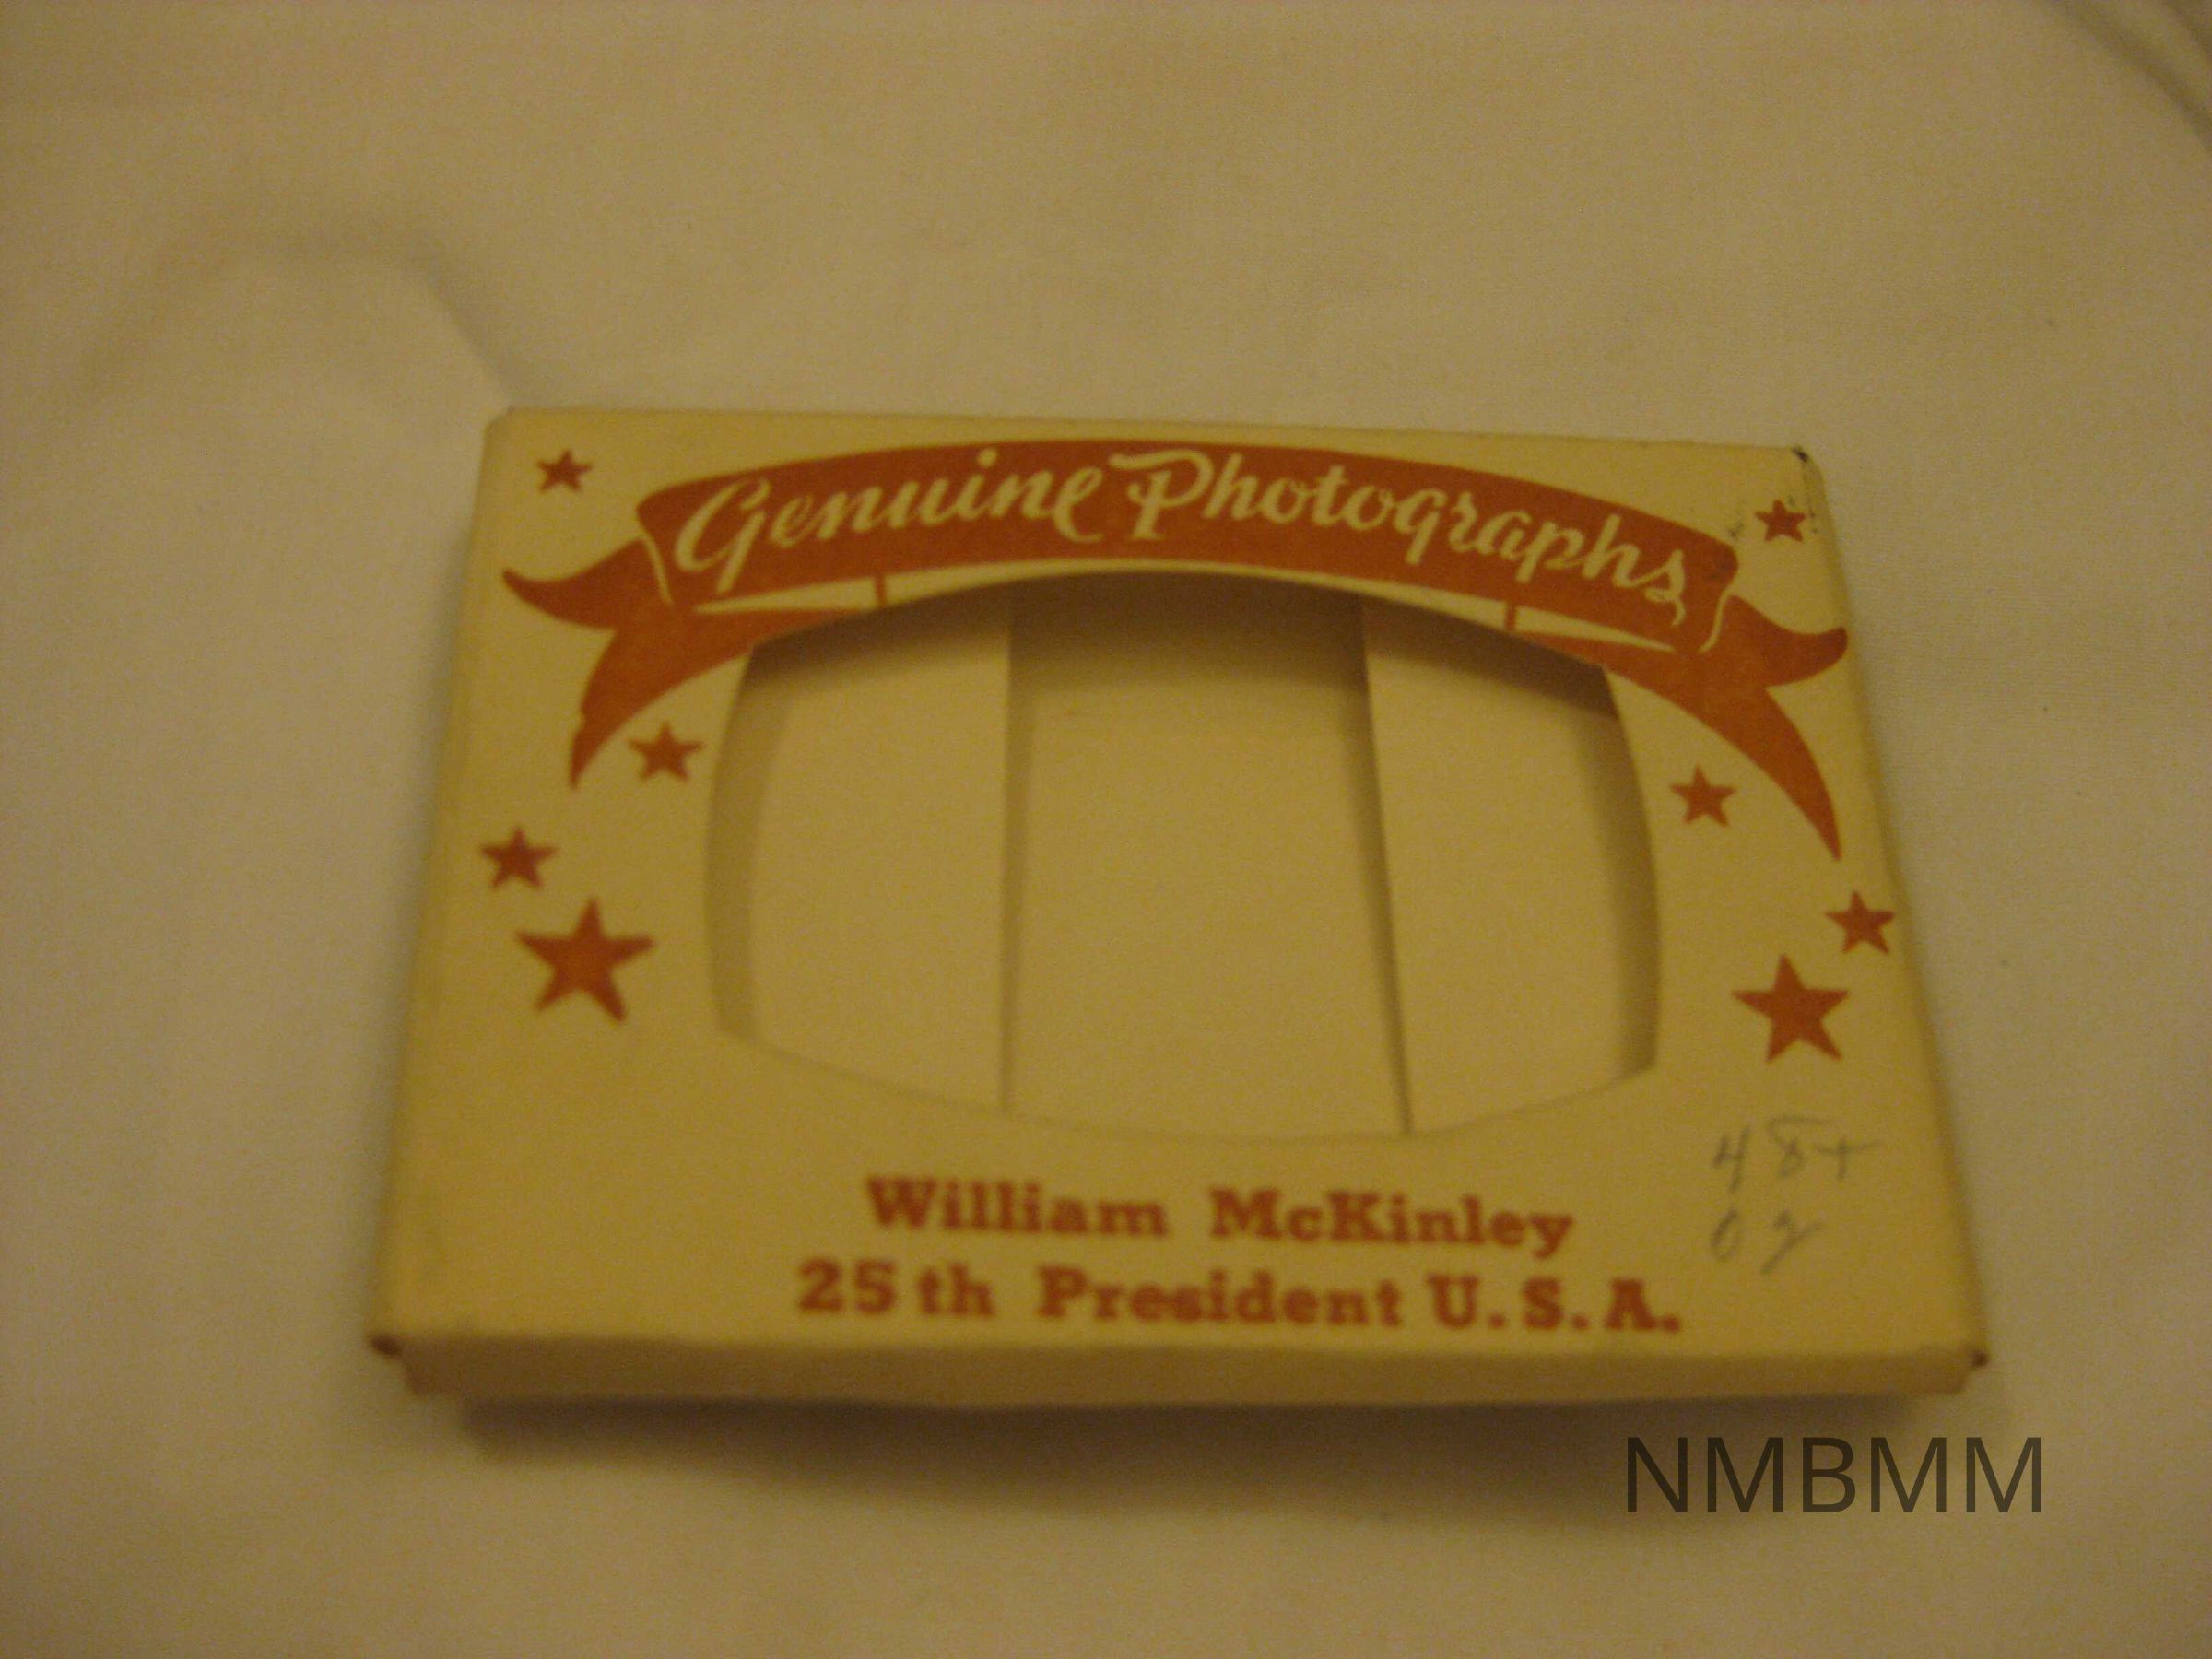 Genuine Photographs
William McKinley
25th President U.S.A.
NMBMM